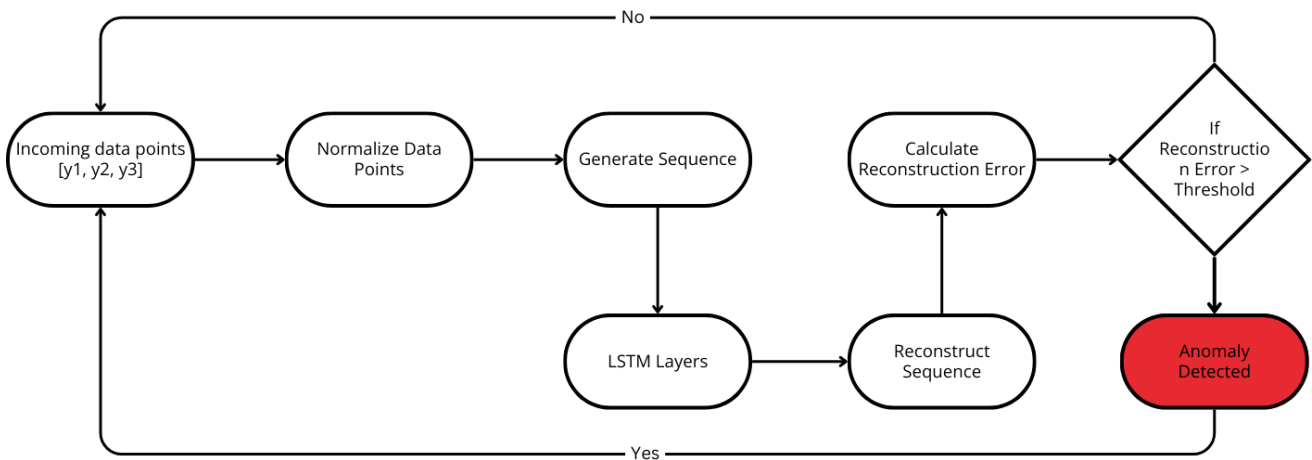 No
Incoming data points
[y1, y2, y3]
Normalize Data
Points
Generate Sequence
Calculate
Reconstruction Error
If
Reconstructio
n Error >
Threshold
LSTM Layers
Reconstruct
Sequence
Anomaly
Detected
Yes